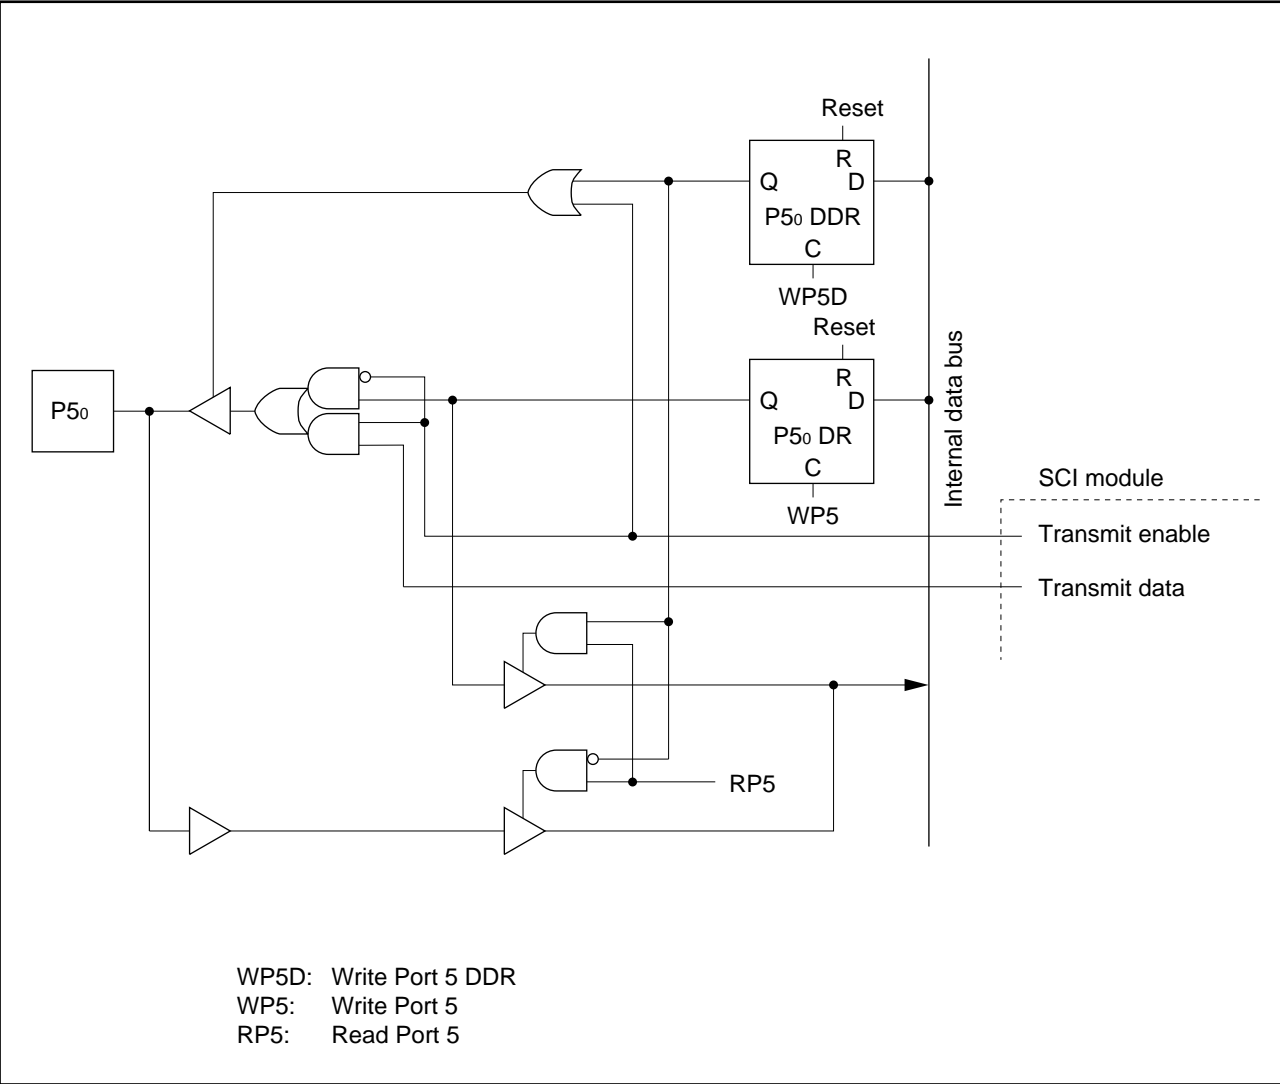 Reset
R
Q D
P5₀ DDR
C
WP5D
Reset
R
Q D
P5₀ DR
C
WP5
P5₀
Internal data bus
SCI module
Transmit enable
Transmit data
RP5
WP5D: Write Port 5 DDR
WP5: Write Port 5
RP5: Read Port 5